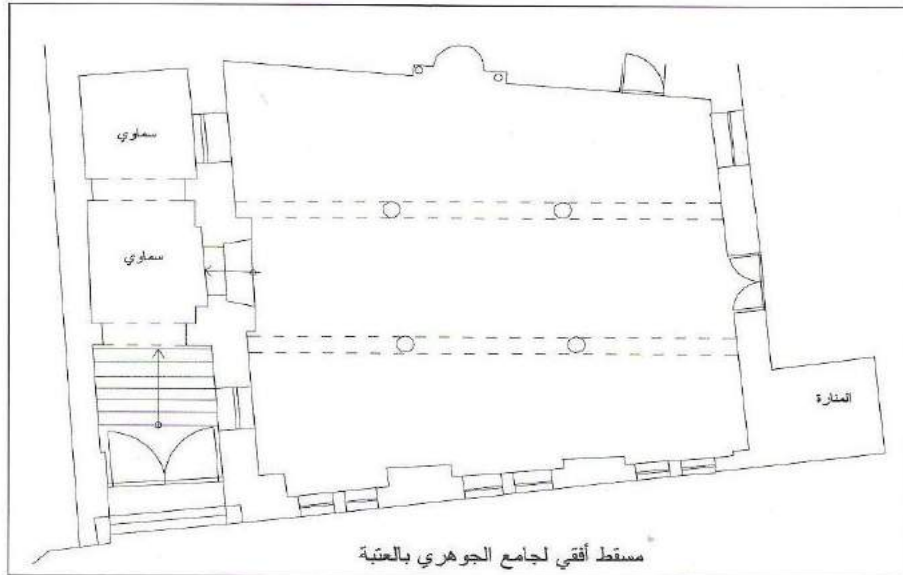 سماوي
سماوي
المنارة
مسقط أفقي لجامع الجوهري بالعتبة